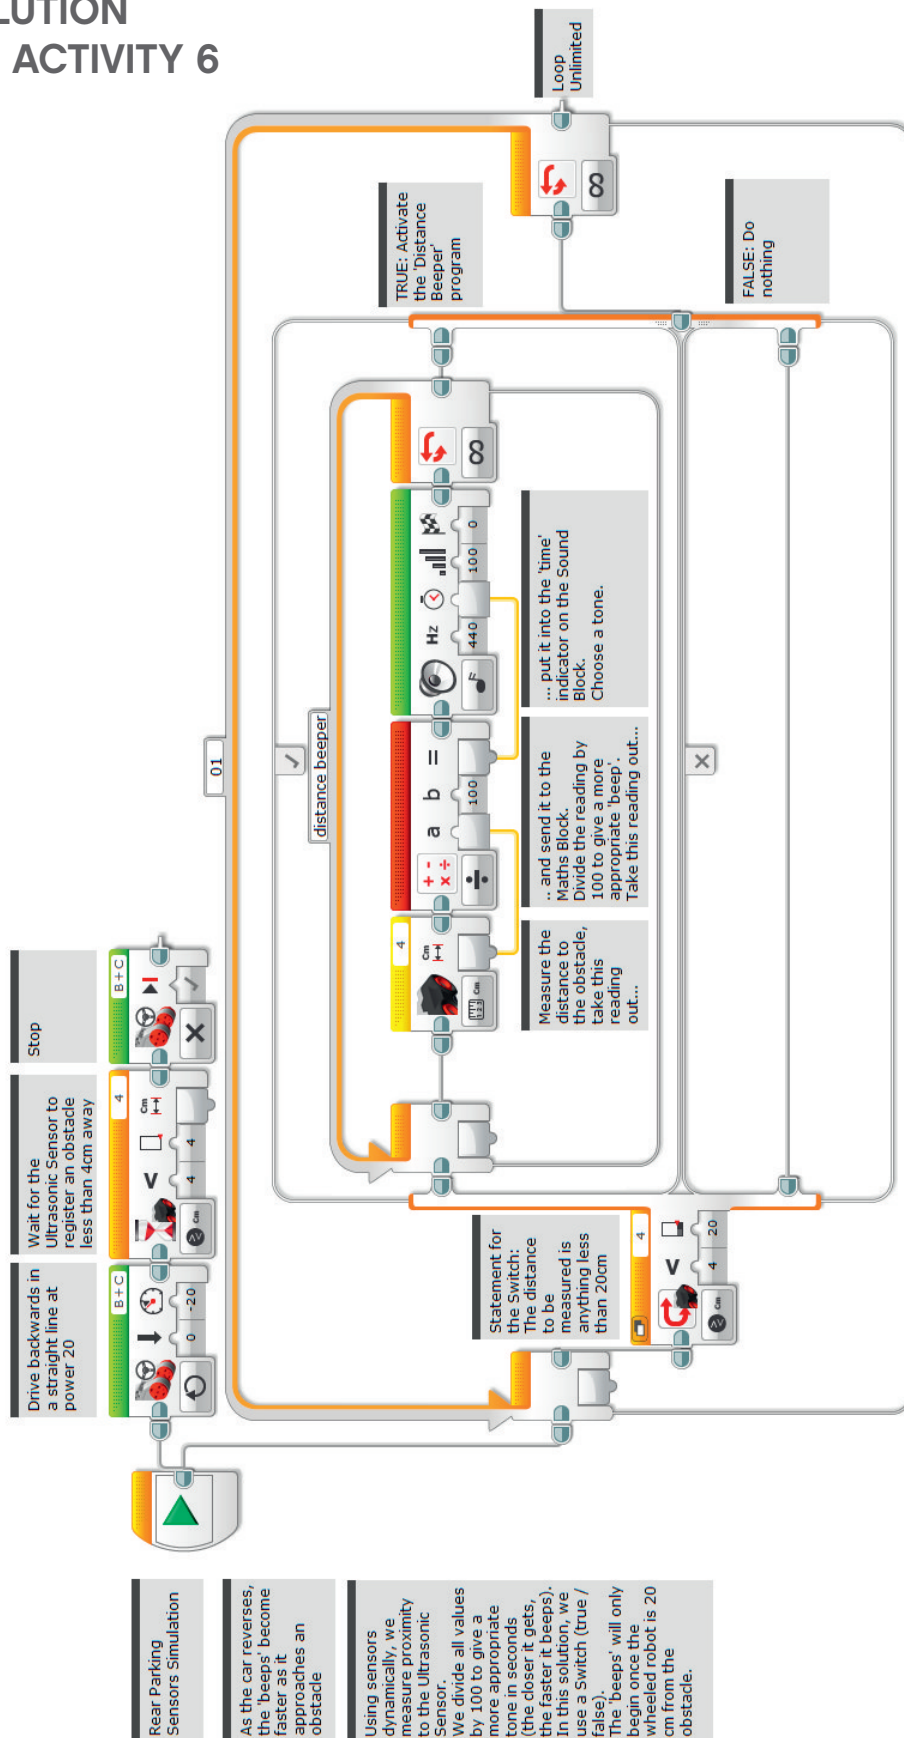 LUTION
ACTIVITY 6
Rear Parking
Sensors Simulation
As the car reverses,
the 'beeps' become
faster as it
approaches an
obstacle
Using sensors
dynamically, we
measure proximity
to the Ultrasonic
Sensor.
We divide all values
by 100 to give a
more appropriate
tone in seconds
(the closer it gets,
the faster it beeps).
In this solution, we
use a Switch (true /
false).
The 'beeps' will only
begin once the
wheeled robot is 20
cm from the
obstacle.
Drive backwards in
a straight line at
power 20
Wait for the
Ultrasonic Sensor to
register an obstacle
less than 4cm away
Stop
B+C
0 -20
4
Cm
< 4 4
Cm
B+C
01
Statement for
the Switch:
The distance
to be
measured is
anything less
than 20cm
4
< 4 20
Cm
distance beeper
4
Cm
Cm
a b =
100
Hz
440 100 0
∞
Measure the
distance to
the obstacle,
take this
reading
out...
.. and send it to the
Maths Block.
Divide the reading by
100 to give a more
appropriate 'beep'.
Take this reading out...
... put it into the 'time'
indicator on the Sound
Block.
Choose a tone.
TRUE: Activate
the 'Distance
Beeper'
program
FALSE: Do
nothing
∞
Loop
Unlimited